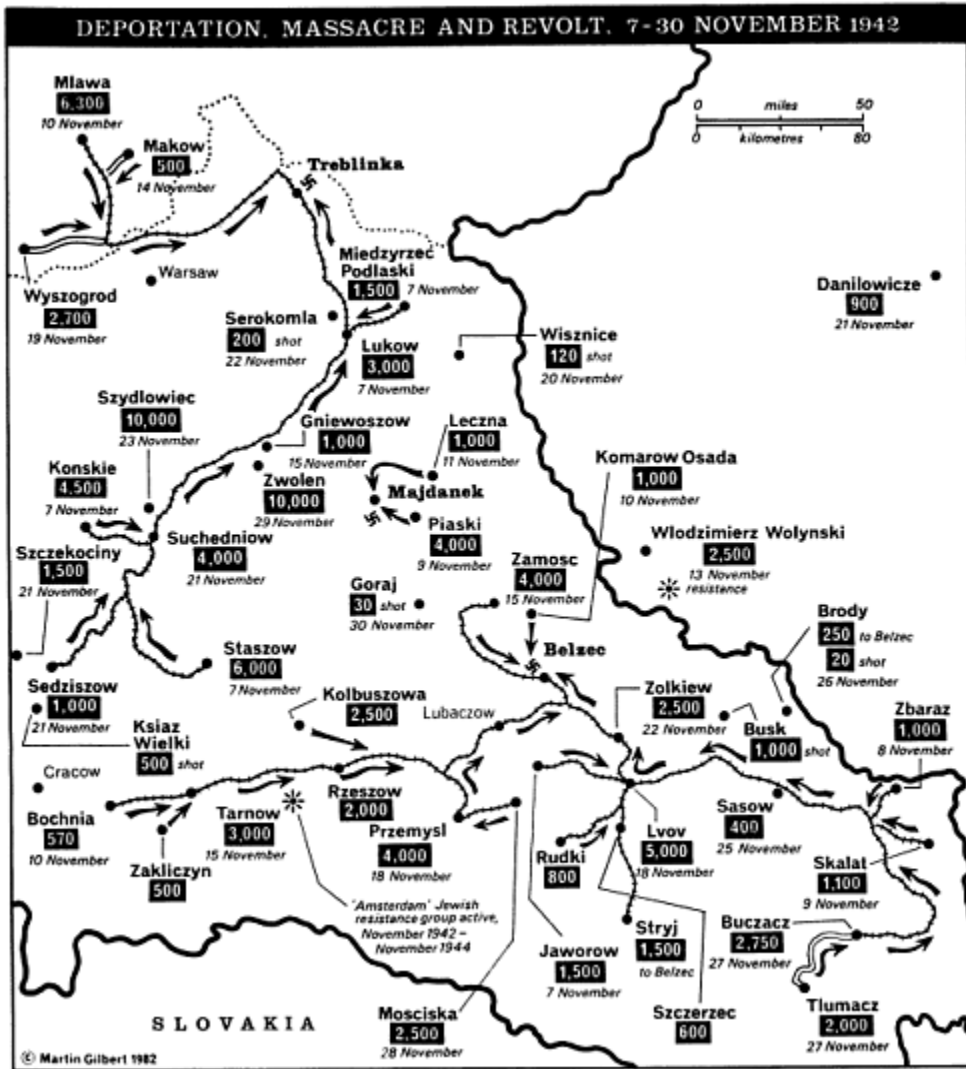 DEPORTATION, MASSACRE AND REVOLT, 7-30 NOVEMBER 1942
Mlawa
6,300
10 November
Makow
500
14 November
0 miles 50
0 kilometres 80
Treblinka
Warsaw
Miedzyrzec
Podlaski
1,500 7 November
Wyszogrod
2,700
19 November
Serokomla
200 shot
22 November
Lukow
3,000
7 November
Wisznice
120 shot
20 November
Danilowicze
900
21 November
Szydlowiec
10,000
23 November
Gniewoszow
1,000
15 November
Leczna
1,000
11 November
Komarow Osada
1,000
10 November
Konskie
4,500
7 November
Zwolen
10,000
29 November
Majdanek
Piaski
4,000
9 November
Wlodzimierz Wolynski
2,500
13 November
resistance
Szczekociny
1,500
21 November
Suchedniow
4,000
21 November
Zamosc
4,000
15 November
Goraj
30 shot
30 November
Brody
250 to Belzec
20 shot
26 November
Belzec
Staszow
6,000
7 November
Sedziszow
1,000
21 November
Kolbuszowa
2,500
Lubaczow
Zolkiew
2,500
22 November
Busk
1,000 shot
Zbaraz
1,000
8 November
Ksiaz
Wielki
500 shot
Cracow
Bochnia
570
10 November
Tarnow
3,000
15 November
Rzeszow
2,000
Przemysl
4,000
18 November
Zakliczyn
500
Rudki
800
Lvov
5,000
18 November
Sasow
400
25 November
Skalat
1,100
9 November
'Amsterdam' Jewish
resistance group active,
November 1942 –
November 1944
Stryj
1,500
to Belzec
Buczacz
2,750
27 November
Jaworow
1,500
7 November
Szczerzec
600
Mosciska
2,500
28 November
Tlumacz
2,000
27 November
SLOVAKIA
© Martin Gilbert 1982